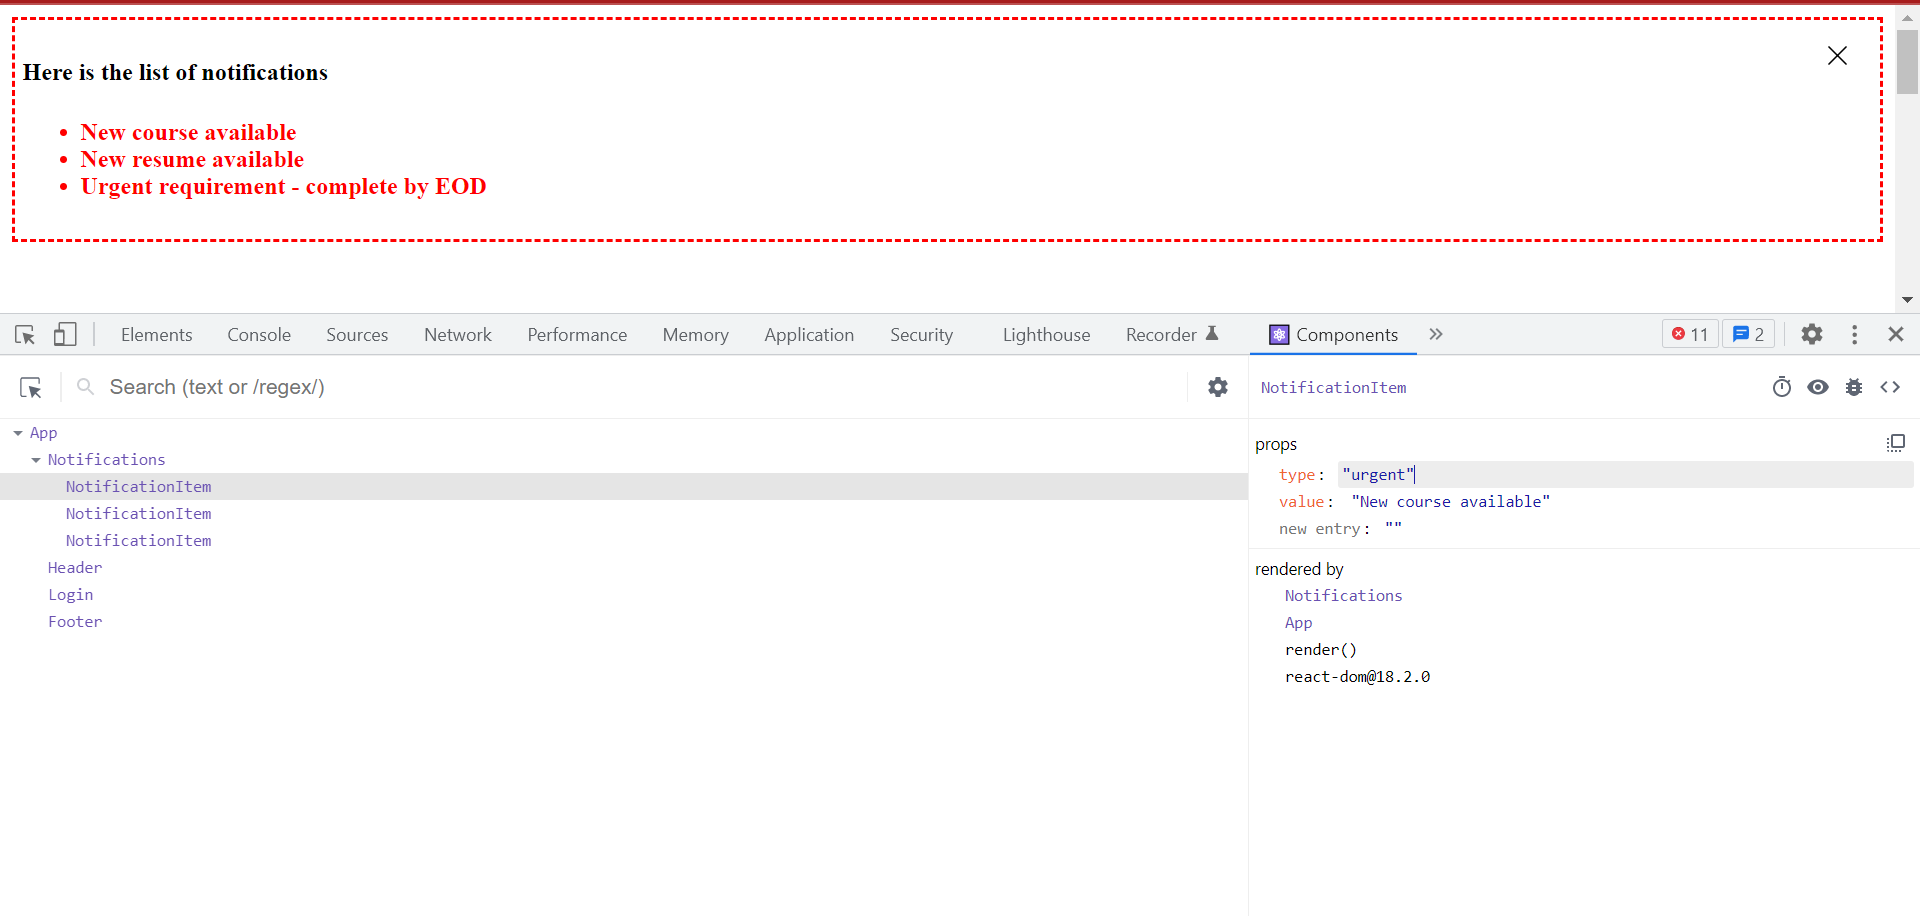 Here is the list of notifications
• New course available
• New resume available
• Urgent requirement - complete by EOD
Elements Console Sources Network Performance Memory Application Security Lighthouse Recorder Components 11 2
Search (text or /regex/)
NotificationItem
App
Notifications
NotificationItem
NotificationItem
NotificationItem
Header
Login
Footer
props
type: "urgent"
value: "New course available"
new entry: ""
rendered by
Notifications
App
render()
react-dom@18.2.0